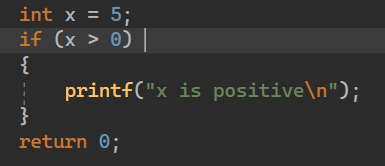 int x = 5;
if (x > 0)
{
    printf("x is positive\n");
}
return 0;